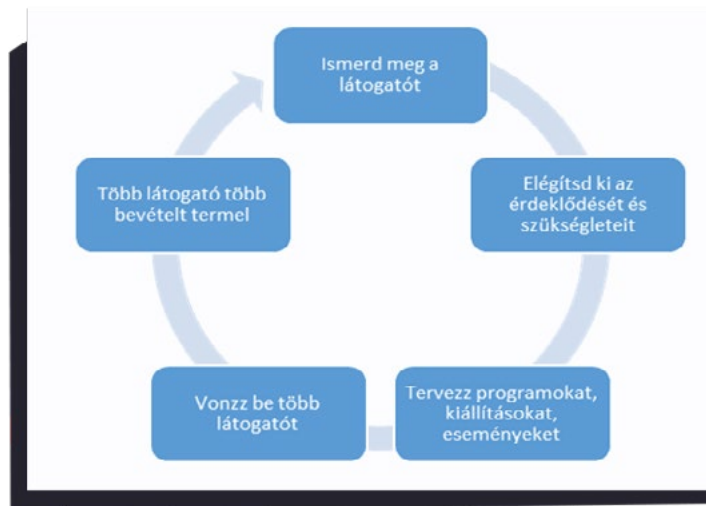 Ismerd meg a
látogatót
Elégítsd ki az
érdeklődését és
szükségleteit
Tervezz programokat,
kiállításokat,
eseményeket
Vonzz be több
látogatót
Több látogató több
bevételt termel